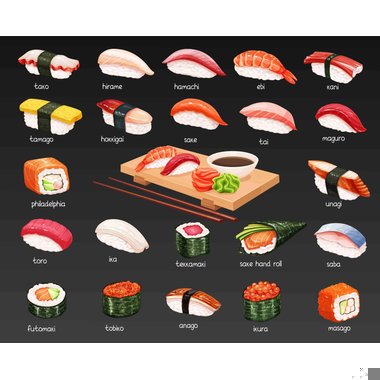 tako
hirame
hamachi
ebi
kani
tamago
hokkigai
sake
tai
maguro
philadelphia
unagi
toro
ika
tekkamaki
sake hand roll
saba
futomaki
tobiko
anago
ikura
masago